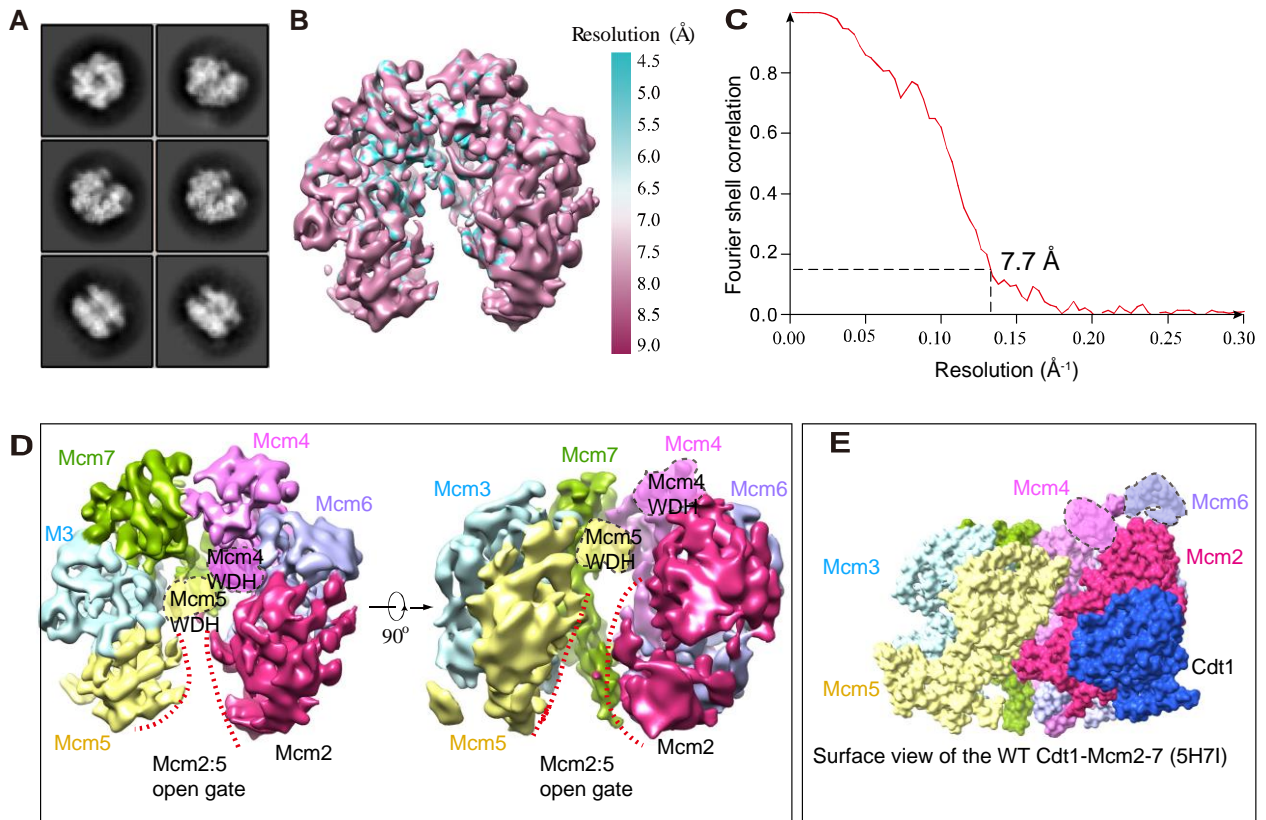 A
B
Resolution (Å)
4.5
5.0
5.5
6.0
6.5
7.0
7.5
8.0
8.5
9.0
C
Fourier shell correlation
0.8
0.6
0.4
0.2
0.0
7.7 Å
0.00
0.05
0.10
0.15
0.20
0.25
0.30
Resolution (Å-1)
D
Mcm7
Mcm4
M3
Mcm6
Mcm4
WDH
Mcm5
WDH
Mcm5
Mcm2
Mcm2:5
open gate
90o
Mcm7
Mcm4
Mcm3
Mcm6
Mcm4
WDH
Mcm5
WDH
Mcm5
Mcm2
Mcm2:5
open gate
E
Mcm4
Mcm6
Mcm3
Mcm2
Cdt1
Mcm5
Surface view of the WT Cdt1-Mcm2-7 (5H7I)